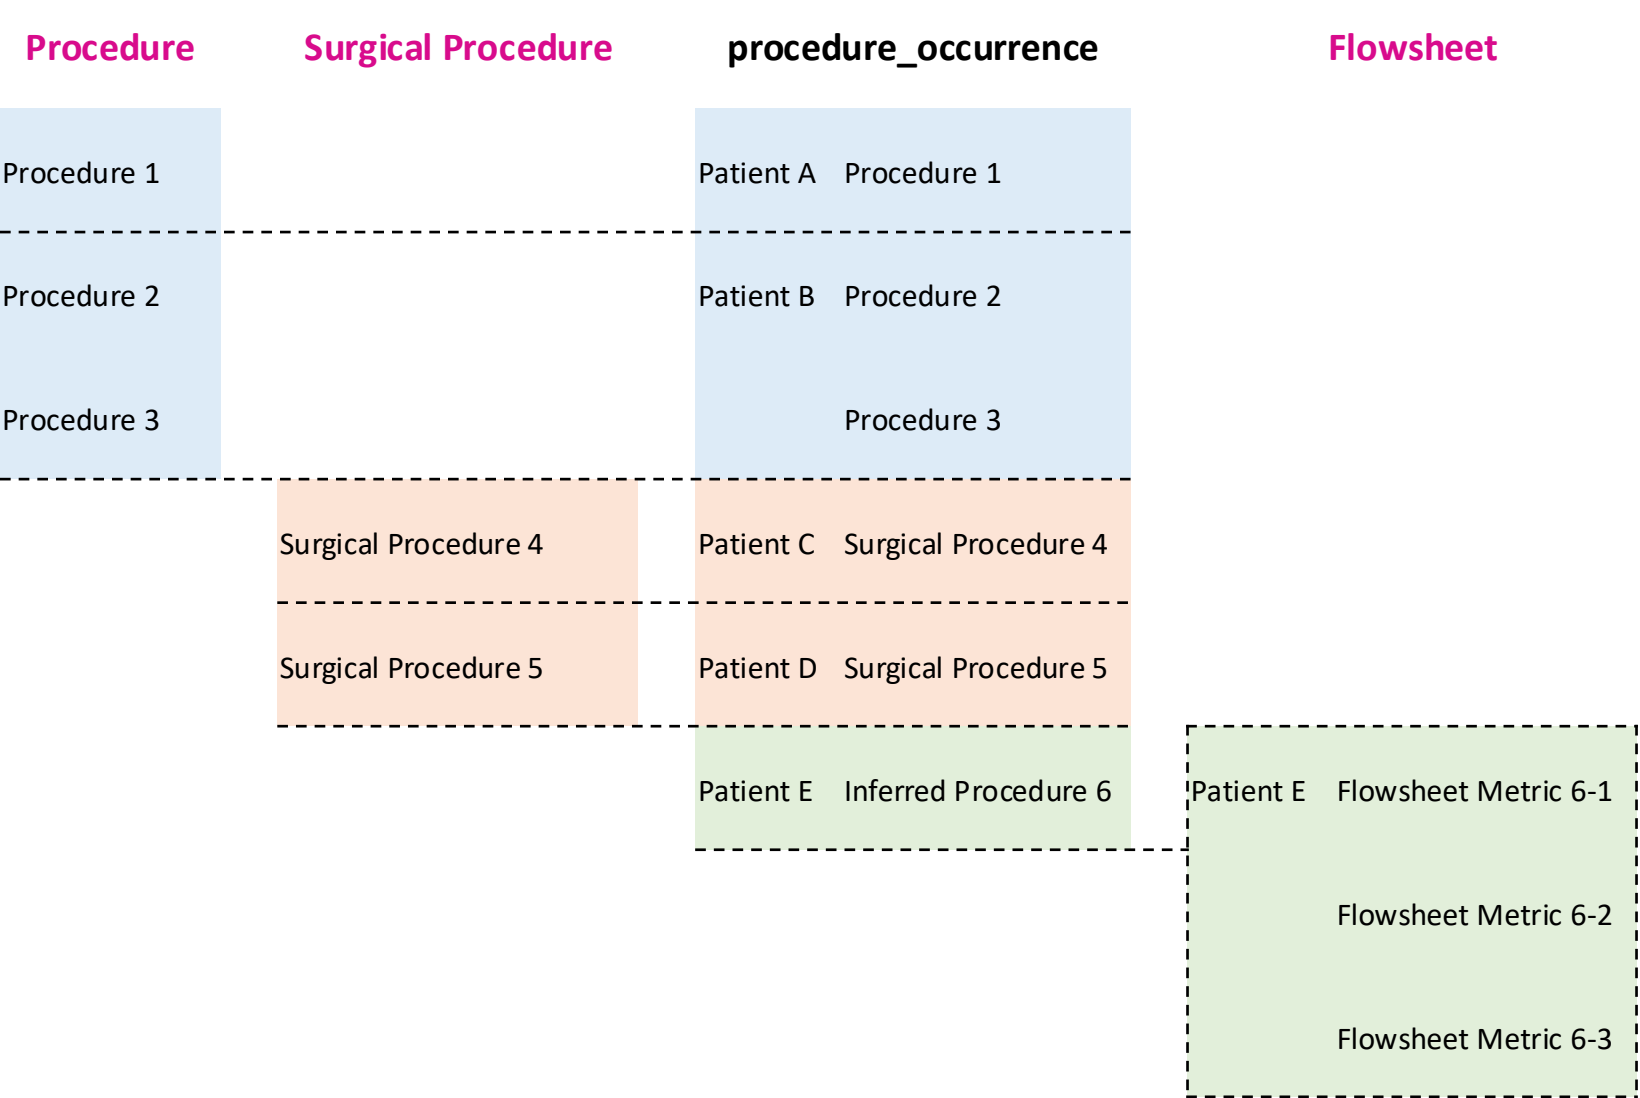 Procedure Surgical Procedure procedure_occurrence Flowsheet
Procedure 1 Patient A Procedure 1
Procedure 2 Patient B Procedure 2
Procedure 3 Procedure 3
Surgical Procedure 4 Patient C Surgical Procedure 4
Surgical Procedure 5 Patient D Surgical Procedure 5
Patient E Inferred Procedure 6 Patient E Flowsheet Metric 6-1
Flowsheet Metric 6-2
Flowsheet Metric 6-3